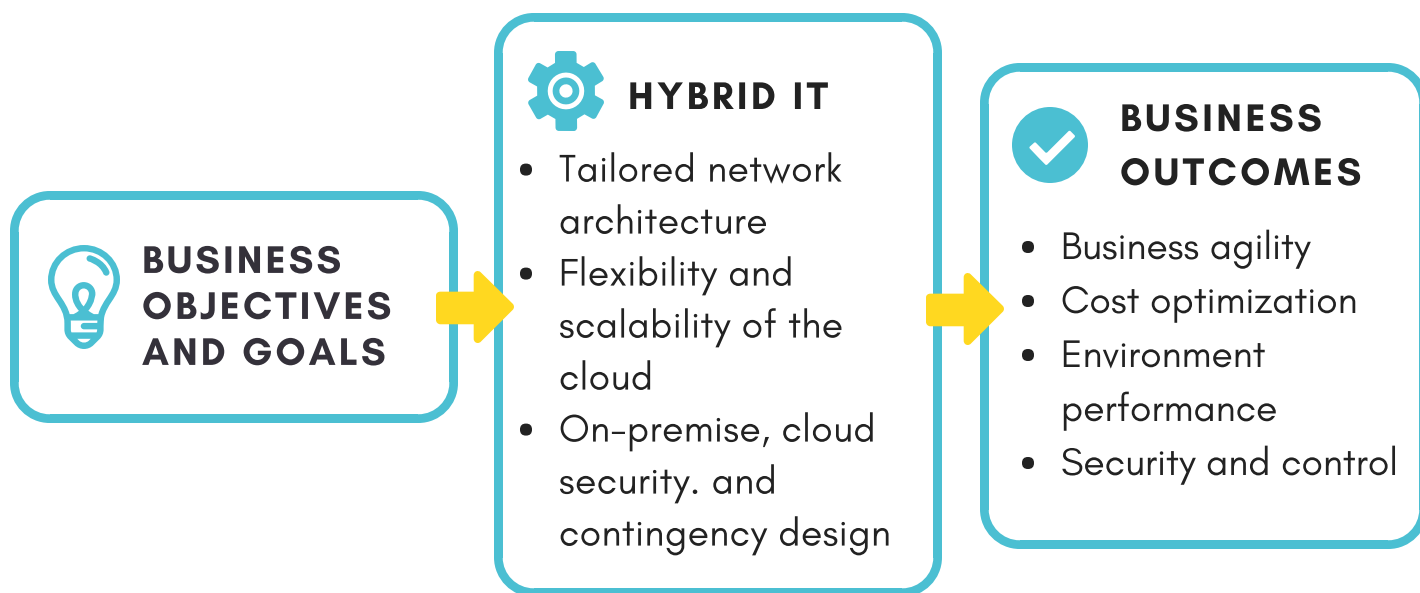 BUSINESS
OBJECTIVES
AND GOALS
HYBRID IT
• Tailored network
architecture
• Flexibility and
scalability of the
cloud
• On-premise, cloud
security. and
contingency design
BUSINESS
OUTCOMES
• Business agility
• Cost optimization
• Environment
performance
• Security and control